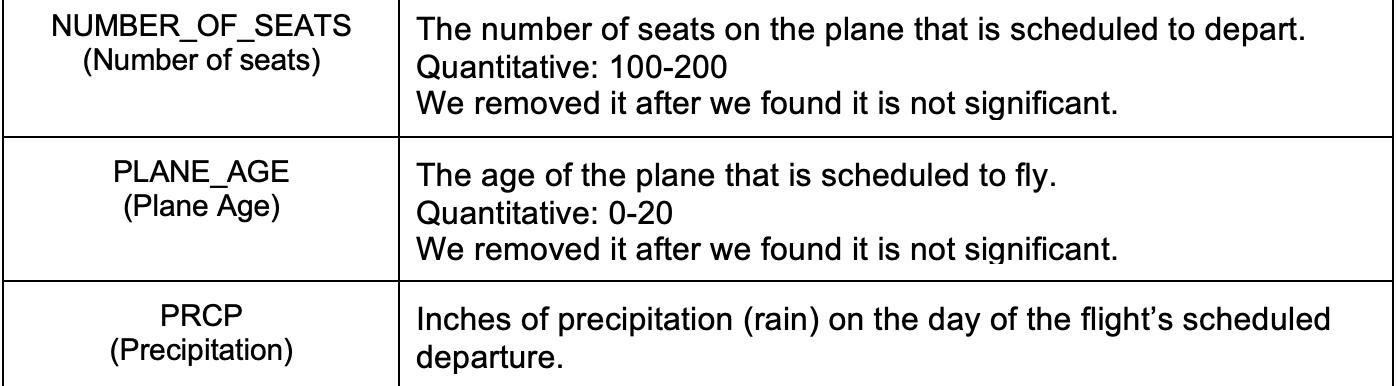 NUMBER_OF_SEATS
(Number of seats)
The number of seats on the plane that is scheduled to depart.
Quantitative: 100-200
We removed it after we found it is not significant.
PLANE_AGE
(Plane Age)
The age of the plane that is scheduled to fly.
Quantitative: 0-20
We removed it after we found it is not significant.
PRCP
(Precipitation)
Inches of precipitation (rain) on the day of the flight’s scheduled
departure.